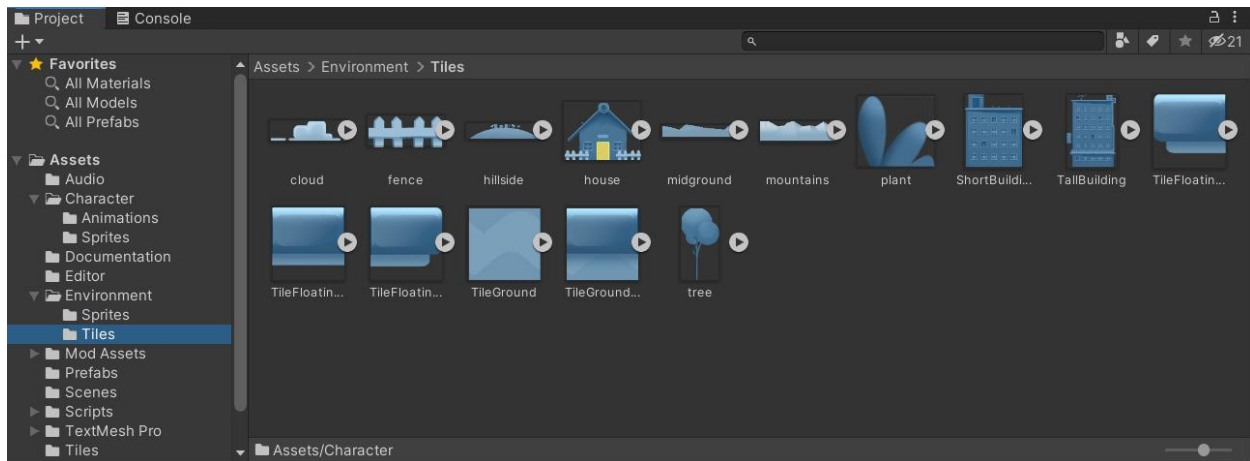 Project Console
21
Favorites
All Materials
All Models
All Prefabs
Assets
Audio
Character
Animations
Sprites
Documentation
Editor
Environment
Sprites
Tiles
Mod Assets
Prefabs
Scenes
Scripts
TextMesh Pro
Tiles
Assets > Environment > Tiles
cloud fence hillside house midground mountains plant ShortBuildi... TallBuilding TileFloatin...
TileFloatin... TileFloatin... TileGround TileGround... tree
Assets/Character